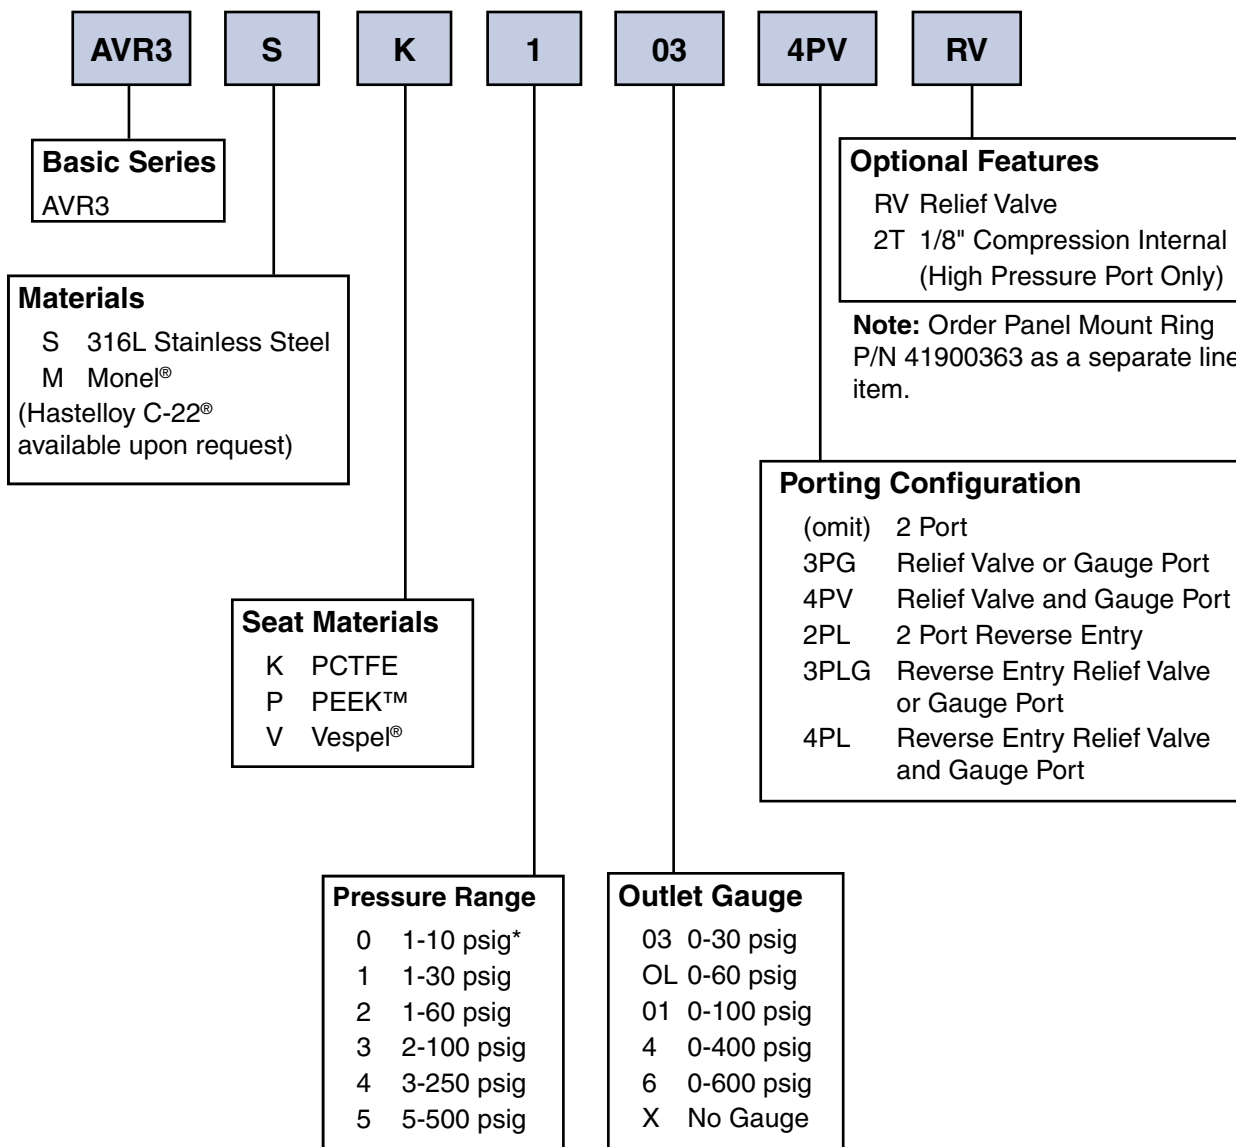 AVR3 S K 1 03 4PV RV
Basic Series
AVR3
Materials
S 316L Stainless Steel
M Monel®
(Hastelloy C-22®
available upon request)
Seat Materials
K PCTFE
P PEEK™
V Vespel®
Pressure Range
0 1-10 psig*
1 1-30 psig
2 1-60 psig
3 2-100 psig
4 3-250 psig
5 5-500 psig
Outlet Gauge
03 0-30 psig
OL 0-60 psig
01 0-100 psig
4 0-400 psig
6 0-600 psig
X No Gauge
Porting Configuration
(omit) 2 Port
3PG Relief Valve or Gauge Port
4PV Relief Valve and Gauge Port
2PL 2 Port Reverse Entry
3PLG Reverse Entry Relief Valve
or Gauge Port
4PL Reverse Entry Relief Valve
and Gauge Port
Optional Features
RV Relief Valve
2T 1/8" Compression Internal
(High Pressure Port Only)
Note: Order Panel Mount Ring
P/N 41900363 as a separate line
item.